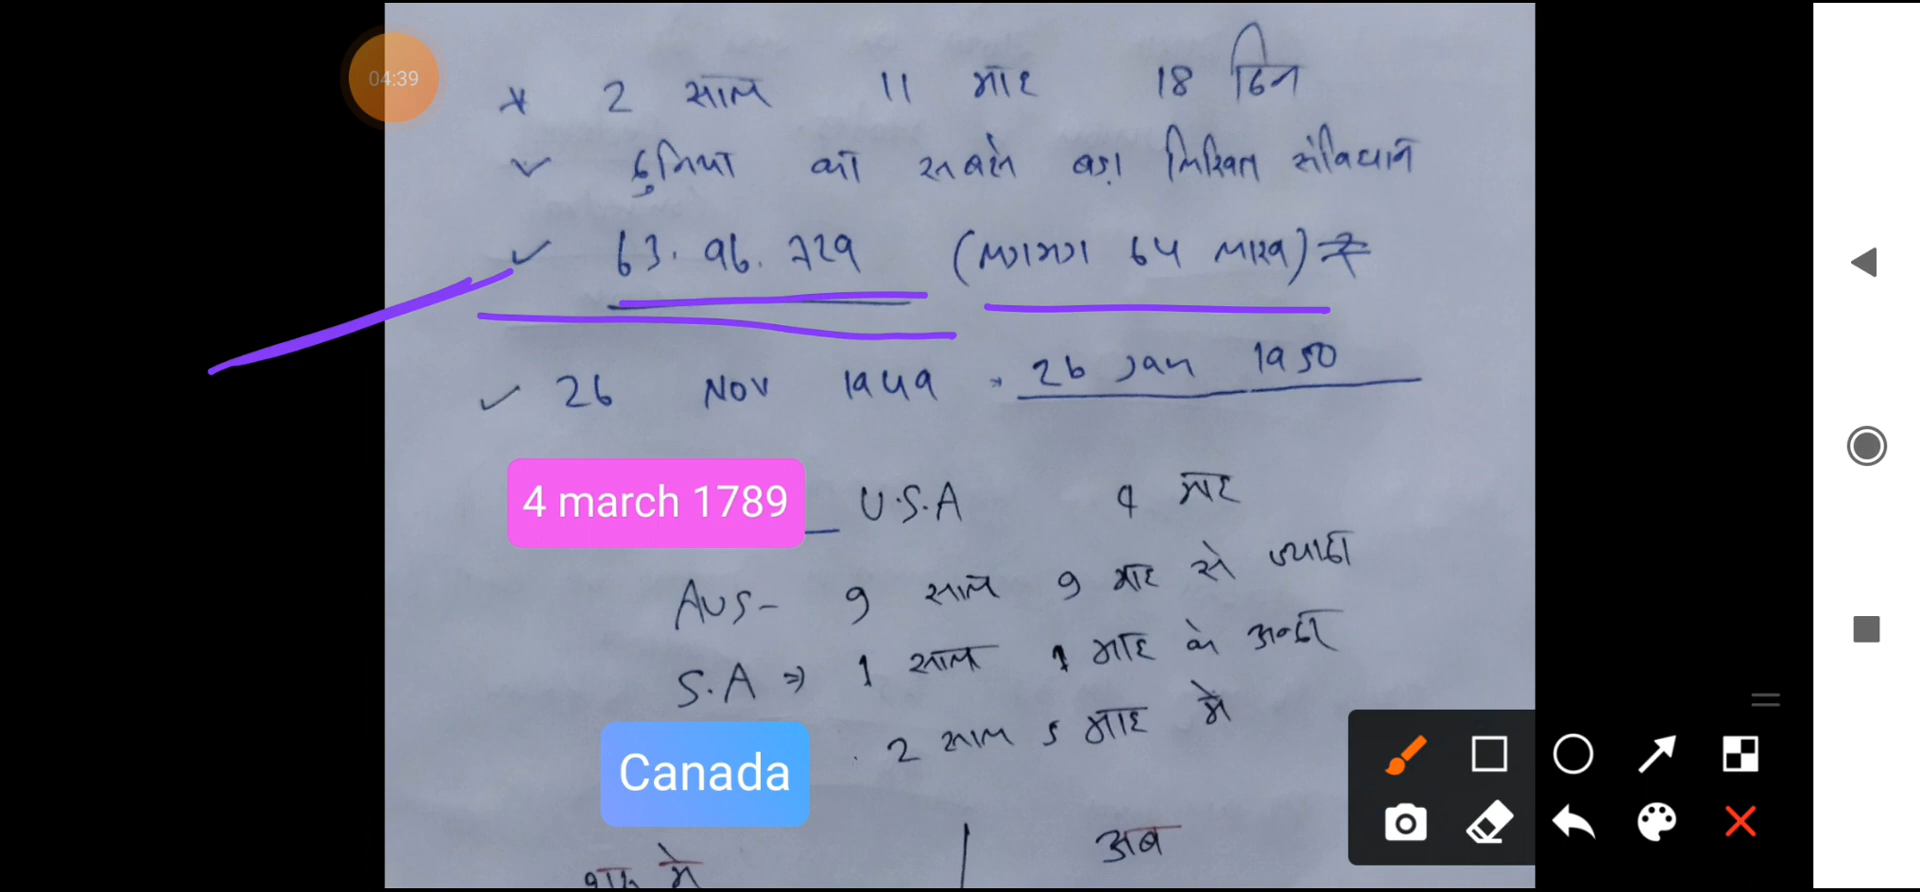 04:39
* 2 साल 11 माह 18 दिन
✓ दुनिया का सबसे बड़ा लिखित संविधान
✓ 63.96.729 (लगभग 64 लाख) ₹
✓ 26 Nov 1949 → 26 Jan 1950
4 march 1789 _ U.S.A 4 माह
Aus- 9 साल 9 माह से ज्यादा
S.A ⇒ 1 साल 1 माह के अन्दर
Canada . 2 साल 5 माह में
में | अब